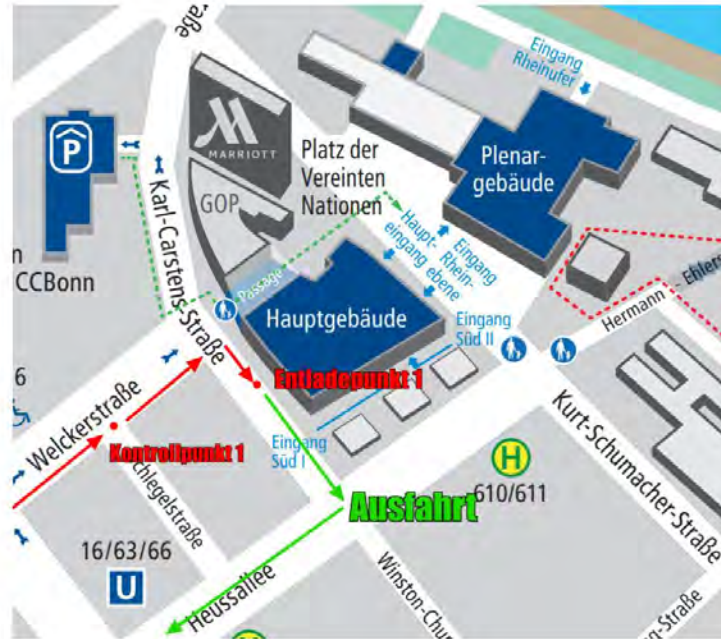 straße
Eingang
Rheinufer
P
MARRIOTT
Platz der
Vereinten
Nationen
Plenar-
gebäude
GOP
Karl-Carstens-Straße
Haupt-
eingang
Rhein-
ebene
Eingang
CCBonn
Passage
Hauptgebäude
Hermann - Ehlers
Eingang
Süd II
6
Entladepunkt 1
Welckerstraße
Kontrollpunkt 1
Eingang
Süd I
Kurt-Schumacher-Straße
chlegelstraße
H
Ausfahrt
610/611
16/63/66
U
Heussallee
Winston-Chu
g-Straße